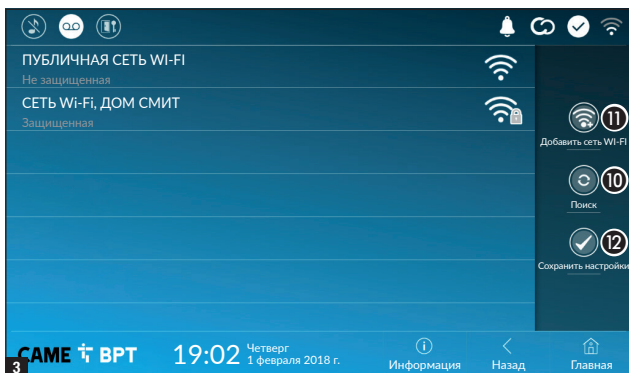 ПУБЛИЧНАЯ СЕТЬ WI-FI
Не защищенная
СЕТЬ Wi-Fi, ДОМ СМИТ
Защищенная
11
Добавить сеть WI-FI
10
Поиск
12
Сохранить настройки
3
CAME BPT
19:02
Четверг
1 февраля 2018 г.
Информация
Назад
Главная